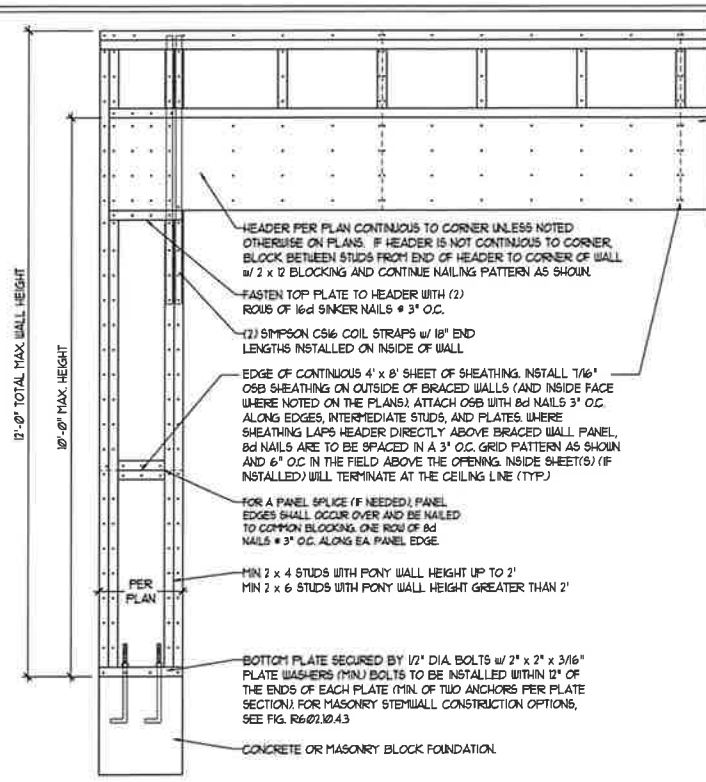 HEADER PER PLAN CONTINUOUS TO CORNER UNLESS NOTED
OTHERWISE ON PLANS. IF HEADER IS NOT CONTINUOUS TO CORNER,
BLOCK BETWEEN STUDS FROM END OF HEADER TO CORNER OF WALL
w/ 2 x 12 BLOCKING AND CONTINUE NAILING PATTERN AS SHOWN.
FASTEN TOP PLATE TO HEADER WITH (2)
ROWS OF 16d SINKER NAILS @ 3" O.C.
(2) SIMPSON CS16 COIL STRAPS w/ 18" END
LENGTHS INSTALLED ON INSIDE OF WALL
12'-0" TOTAL MAX. WALL HEIGHT
10'-0" MAX. HEIGHT
EDGE OF CONTINUOUS 4' x 8' SHEET OF SHEATHING. INSTALL 7/16"
OSB SHEATHING ON OUTSIDE OF BRACED WALLS (AND INSIDE FACE
WHERE NOTED ON THE PLANS). ATTACH OSB WITH 8d NAILS 3" O.C.
ALONG EDGES, INTERMEDIATE STUDS, AND PLATES. WHERE
SHEATHING LAPS HEADER DIRECTLY ABOVE BRACED WALL PANEL,
8d NAILS ARE TO BE SPACED IN A 3" O.C. GRID PATTERN AS SHOWN
AND 6" O.C IN THE FIELD ABOVE THE OPENING. INSIDE SHEET(S) (IF
INSTALLED) WILL TERMINATE AT THE CEILING LINE (TYP.)
FOR A PANEL SPLICE (IF NEEDED), PANEL
EDGES SHALL OCCUR OVER AND BE NAILED
TO COMMON BLOCKING. ONE ROW OF 8d
NAILS @ 3" O.C. ALONG EA. PANEL EDGE.
PER
PLAN
MIN 2 x 4 STUDS WITH PONY WALL HEIGHT UP TO 2'
MIN 2 x 6 STUDS WITH PONY WALL HEIGHT GREATER THAN 2'
BOTTOM PLATE SECURED BY 1/2" DIA. BOLTS w/ 2" x 2" x 3/16"
PLATE WASHERS (MIN.) BOLTS TO BE INSTALLED WITHIN 12" OF
THE ENDS OF EACH PLATE (MIN. OF TWO ANCHORS PER PLATE
SECTION). FOR MASONRY STEMWALL CONSTRUCTION OPTIONS,
SEE FIG. R602.10.4.3
CONCRETE OR MASONRY BLOCK FOUNDATION.